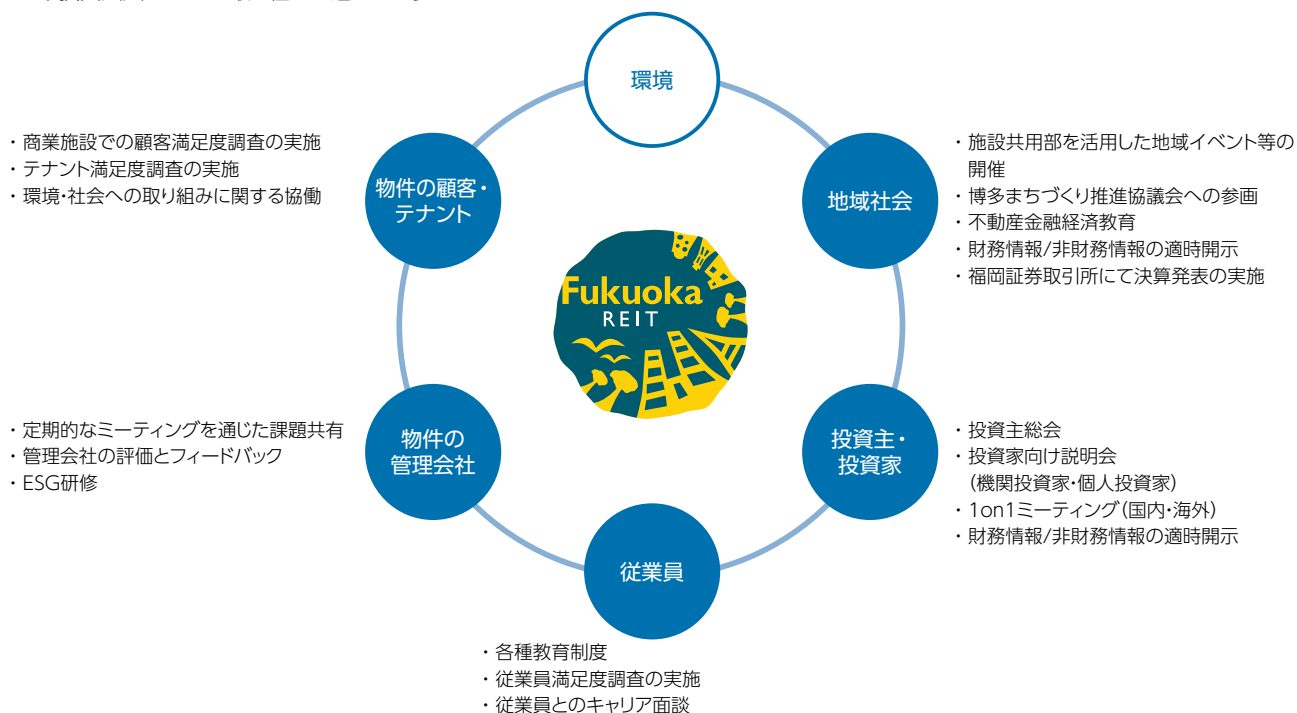 環境
・商業施設での顧客満足度調査の実施
・テナント満足度調査の実施
・環境・社会への取り組みに関する協働
物件の顧客・
テナント
地域社会
・施設共用部を活用した地域イベント等の
開催
・博多まちづくり推進協議会への参画
・不動産金融経済教育
・財務情報/非財務情報の適時開示
・福岡証券取引所にて決算発表の実施
Fukuoka
REIT
・定期的なミーティングを通じた課題共有
・管理会社の評価とフィードバック
・ESG研修
物件の
管理会社
投資主・
投資家
・投資主総会
・投資家向け説明会
（機関投資家・個人投資家）
・1on1ミーティング（国内・海外）
・財務情報/非財務情報の適時開示
従業員
・各種教育制度
・従業員満足度調査の実施
・従業員とのキャリア面談